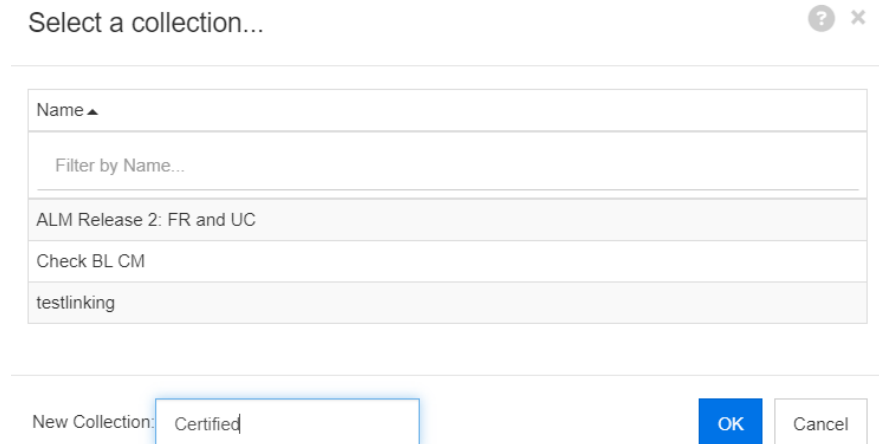 Select a collection...
? ×
Name
Filter by Name...
ALM Release 2: FR and UC
Check BL CM
testlinking
New Collection: Certified OK Cancel